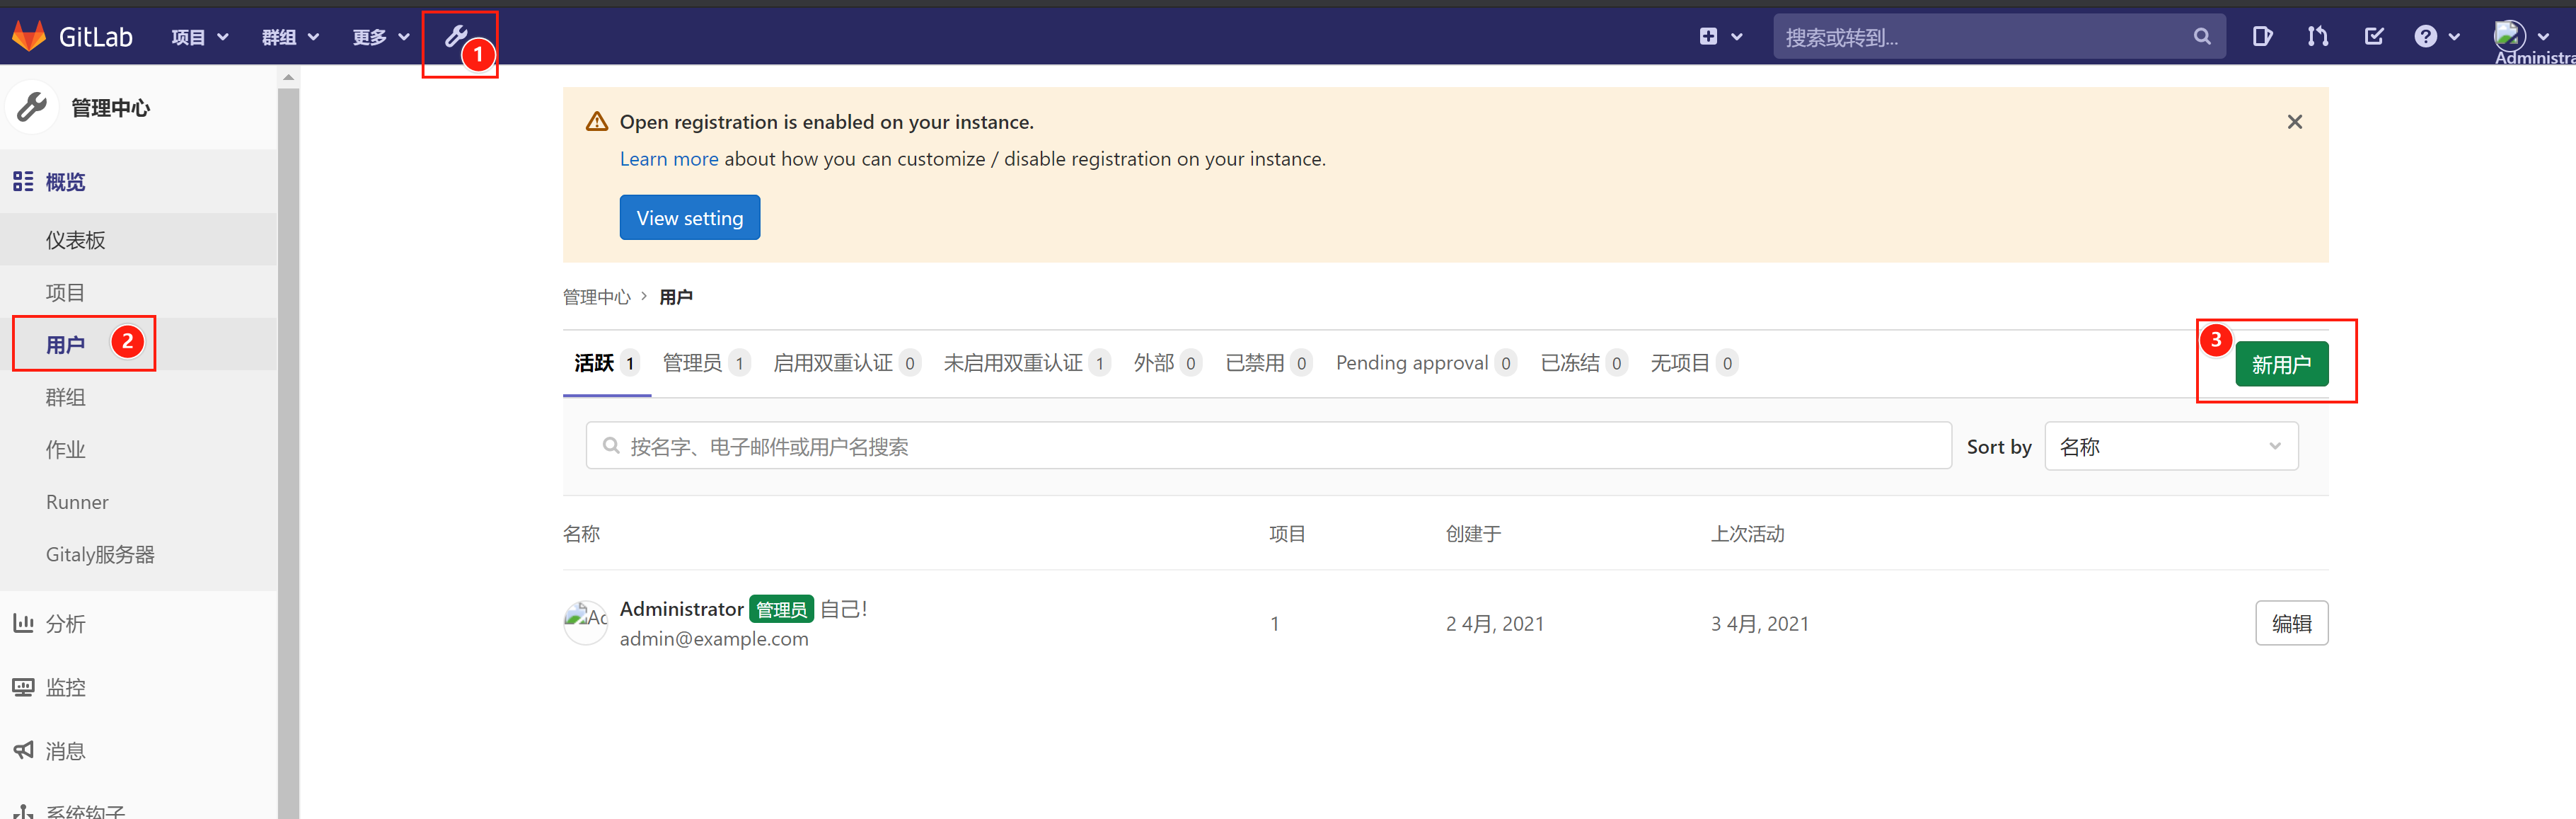 GitLab 项目 群组 更多 1 搜索或转到...
管理中心
概览
仪表板
项目
用户 2
群组
作业
Runner
Gitaly服务器
分析
监控
消息
系统钩子
Open registration is enabled on your instance.
Learn more about how you can customize / disable registration on your instance.
View setting
管理中心 > 用户
活跃 1 管理员 1 启用双重认证 0 未启用双重认证 1 外部 0 已禁用 0 Pending approval 0 已冻结 0 无项目 0
3 新用户
按名字、电子邮件或用户名搜索 Sort by 名称
名称 项目 创建于 上次活动
Administrator 管理员 自己!
admin@example.com
1 2 4月, 2021 3 4月, 2021 编辑